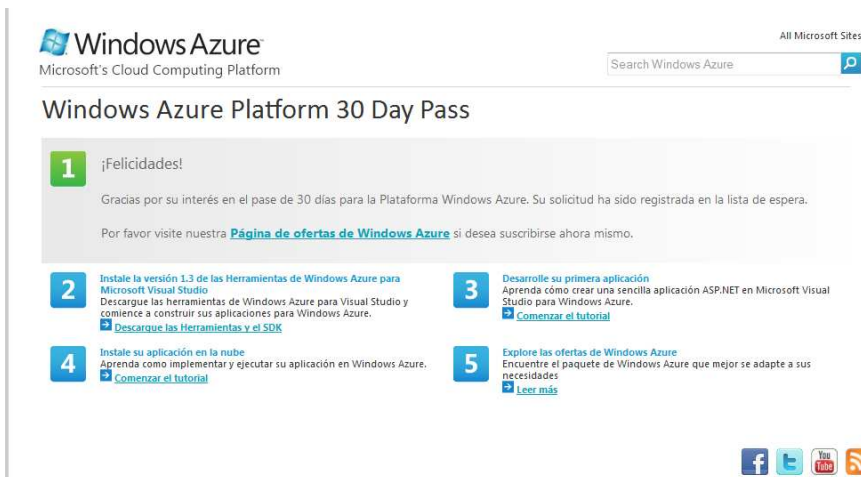 Windows Azure
Microsoft's Cloud Computing Platform
All Microsoft Sites
Search Windows Azure
Windows Azure Platform 30 Day Pass
1
¡Felicidades!
Gracias por su interés en el pase de 30 días para la Plataforma Windows Azure. Su solicitud ha sido registrada en la lista de espera.
Por favor visite nuestra Página de ofertas de Windows Azure si desea suscribirse ahora mismo.
2
Instale la versión 1.3 de las Herramientas de Windows Azure para
Microsoft Visual Studio
Descargue las herramientas de Windows Azure para Visual Studio y
comience a construir sus aplicaciones para Windows Azure.
Descargue las Herramientas y el SDK
3
Desarrolle su primera aplicación
Aprenda cómo crear una sencilla aplicación ASP.NET en Microsoft Visual
Studio para Windows Azure.
Comenzar el tutorial
4
Instale su aplicación en la nube
Aprenda como implementar y ejecutar su aplicación en Windows Azure.
Comenzar el tutorial
5
Explore las ofertas de Windows Azure
Encuentre el paquete de Windows Azure que mejor se adapte a sus
necesidades
Leer más
f
t
You
Tube